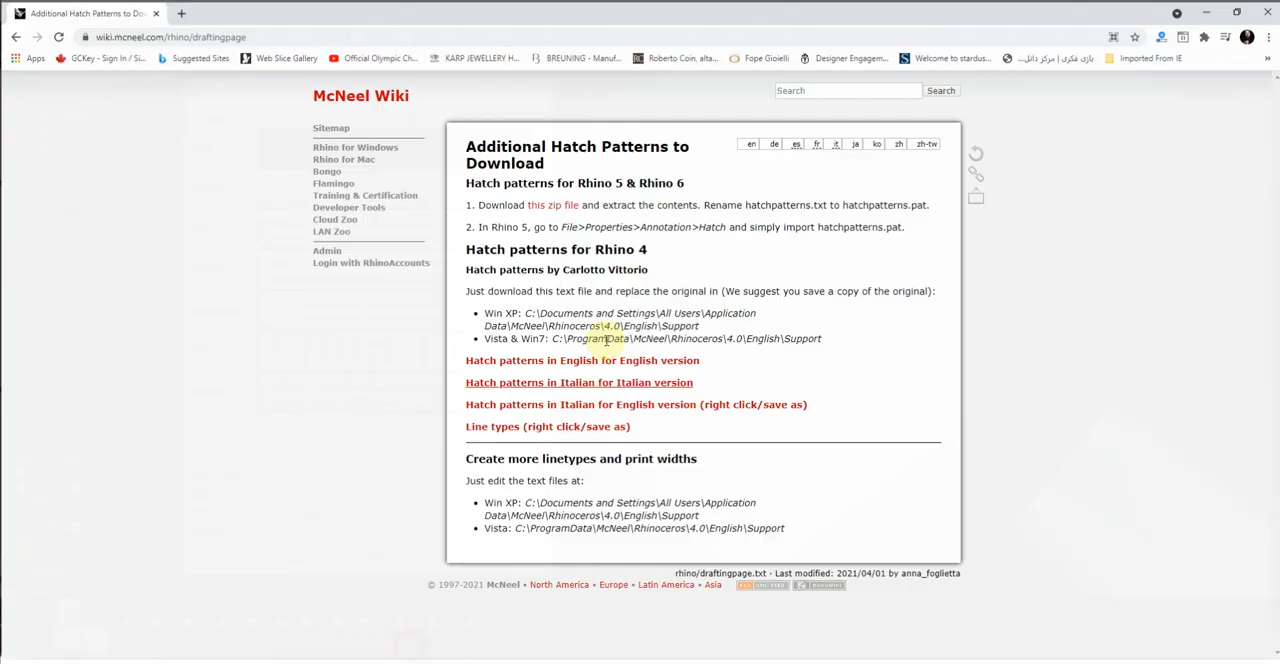 Additional Hatch Patterns to Dow
wiki.mcneel.com/rhino/draftingpage
Apps
GCKey - Sign In / Si...
Suggested Sites
Web Slice Gallery
Official Olympic Ch...
KARP JEWELLERY H...
BREUNING - Manuf...
Roberto Coin, alta...
Fope Gioielli
Designer Engagem...
Welcome to stardus...
بازی فکری | مرکز دانل...
Imported From IE
»
McNeel Wiki
Search
Search
Sitemap
Rhino for Windows
Rhino for Mac
Bongo
Flamingo
Training & Certification
Developer Tools
Cloud Zoo
LAN Zoo
Admin
Login with RhinoAccounts
Additional Hatch Patterns to
Download
en de es fr it ja ko zh zh-tw
Hatch patterns for Rhino 5 & Rhino 6
1. Download this zip file and extract the contents. Rename hatchpatterns.txt to hatchpatterns.pat.
2. In Rhino 5, go to File>Properties>Annotation>Hatch and simply import hatchpatterns.pat.
Hatch patterns for Rhino 4
Hatch patterns by Carlotto Vittorio
Just download this text file and replace the original in (We suggest you save a copy of the original):
• Win XP: C:\Documents and Settings\All Users\Application
Data\McNeel\Rhinoceros\4.0\English\Support
• Vista & Win7: C:\ProgramData\McNeel\Rhinoceros\4.0\English\Support
Hatch patterns in English for English version
Hatch patterns in Italian for Italian version
Hatch patterns in Italian for English version (right click/save as)
Line types (right click/save as)
Create more linetypes and print widths
Just edit the text files at:
• Win XP: C:\Documents and Settings\All Users\Application
Data\McNeel\Rhinoceros\4.0\English\Support
• Vista: C:\ProgramData\McNeel\Rhinoceros\4.0\English\Support
rhino/draftingpage.txt · Last modified: 2021/04/01 by anna_foglietta
© 1997-2021 McNeel • North America • Europe • Latin America • Asia